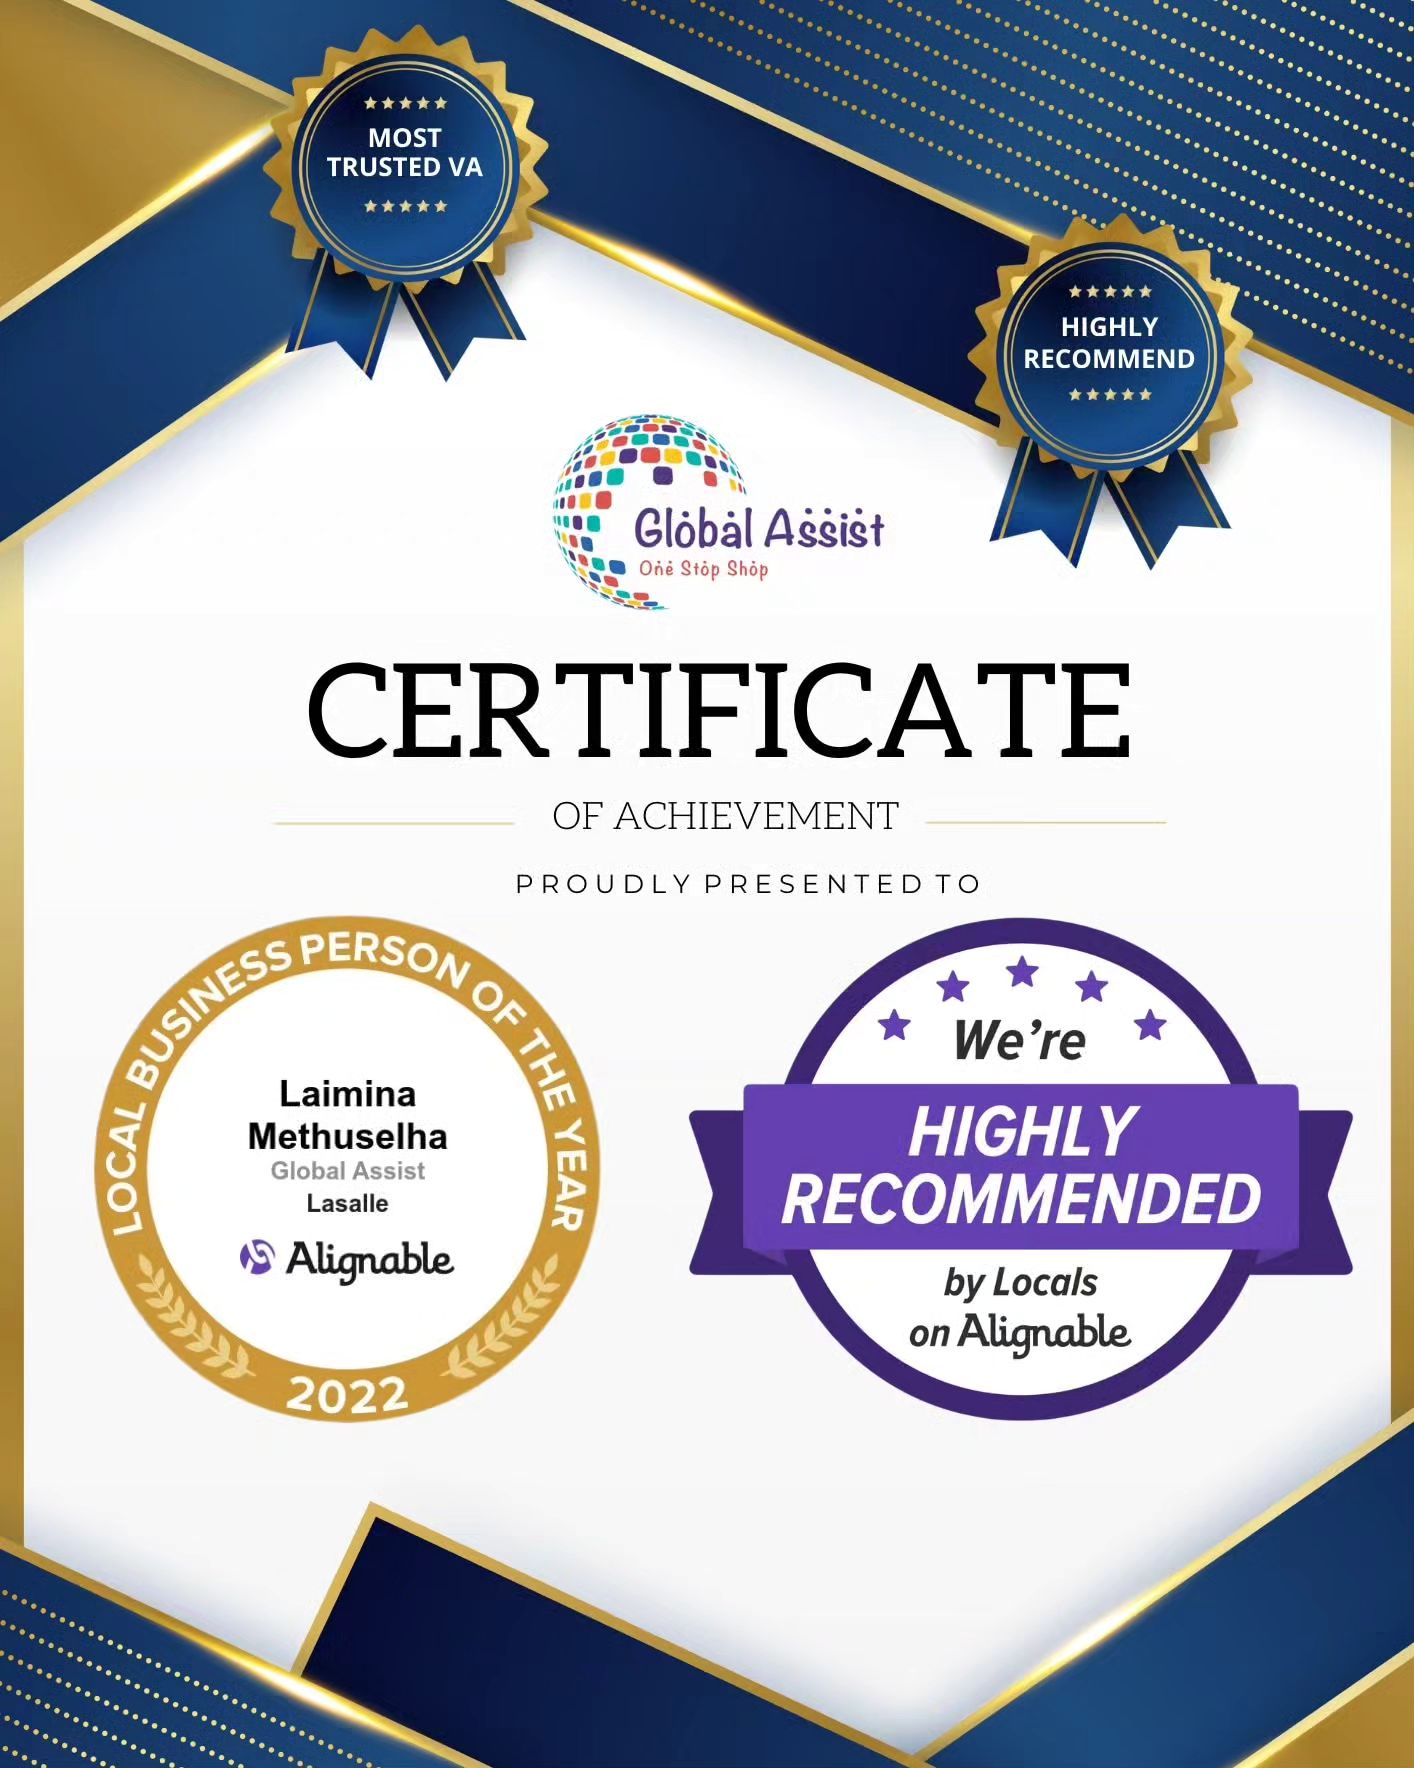 MOST
TRUSTED VA
HIGHLY
RECOMMEND
Global Assist
One Stop Shop
CERTIFICATE
OF ACHIEVEMENT
PROUDLY PRESENTED TO
LOCAL BUSINESS PERSON OF THE YEAR
Laimina
Methuselha
Global Assist
Lasalle
Alignable
2022
We're
HIGHLY
RECOMMENDED
by Locals
on Alignable